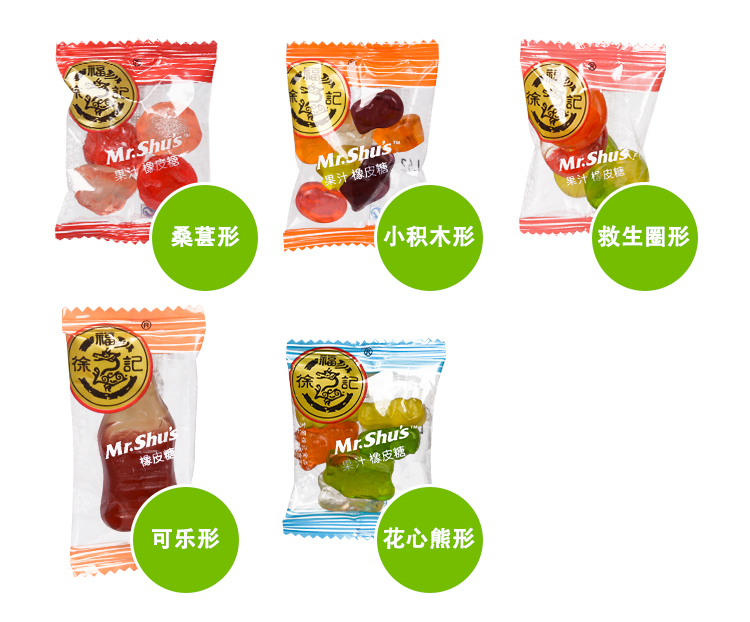 福
徐記
®
Mr.Shu's™
果汁 橡皮糖
桑葚形
福
徐記
Mr.Shu's™
果汁 橡皮糖
小积木形
福
徐記
®
Mr.Shu's
果汁 橡皮糖
救生圈形
福
徐記
®
Mr.Shu's
橡皮糖
可乐形
福
徐記
®
Mr.Shu's™
果汁 橡皮糖
花心熊形